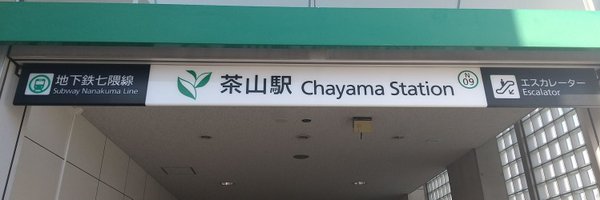 地下鉄七隈線
Subway Nanakuma Line
茶山駅 Chayama Station
N
09
エスカレーター
Escalator